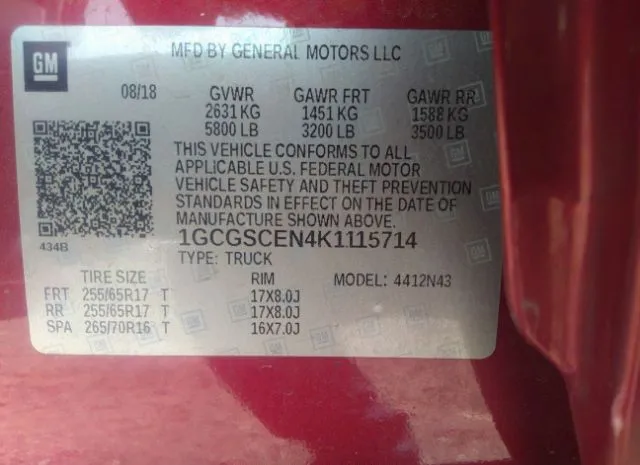 GM
MFD BY GENERAL MOTORS LLC
08/18 GVWR GAWR FRT GAWR RR
2631 KG 1451 KG 1588 KG
5800 LB 3200 LB 3500 LB
THIS VEHICLE CONFORMS TO ALL
APPLICABLE U.S. FEDERAL MOTOR
VEHICLE SAFETY AND THEFT PREVENTION
STANDARDS IN EFFECT ON THE DATE OF
MANUFACTURE SHOWN ABOVE.
434B
1GCGSCEN4K1115714
TYPE: TRUCK
TIRE SIZE RIM MODEL: 4412N43
FRT 255/65R17 T 17X8.0J
RR 255/65R17 T 17X8.0J
SPA 265/70R16 T 16X7.0J